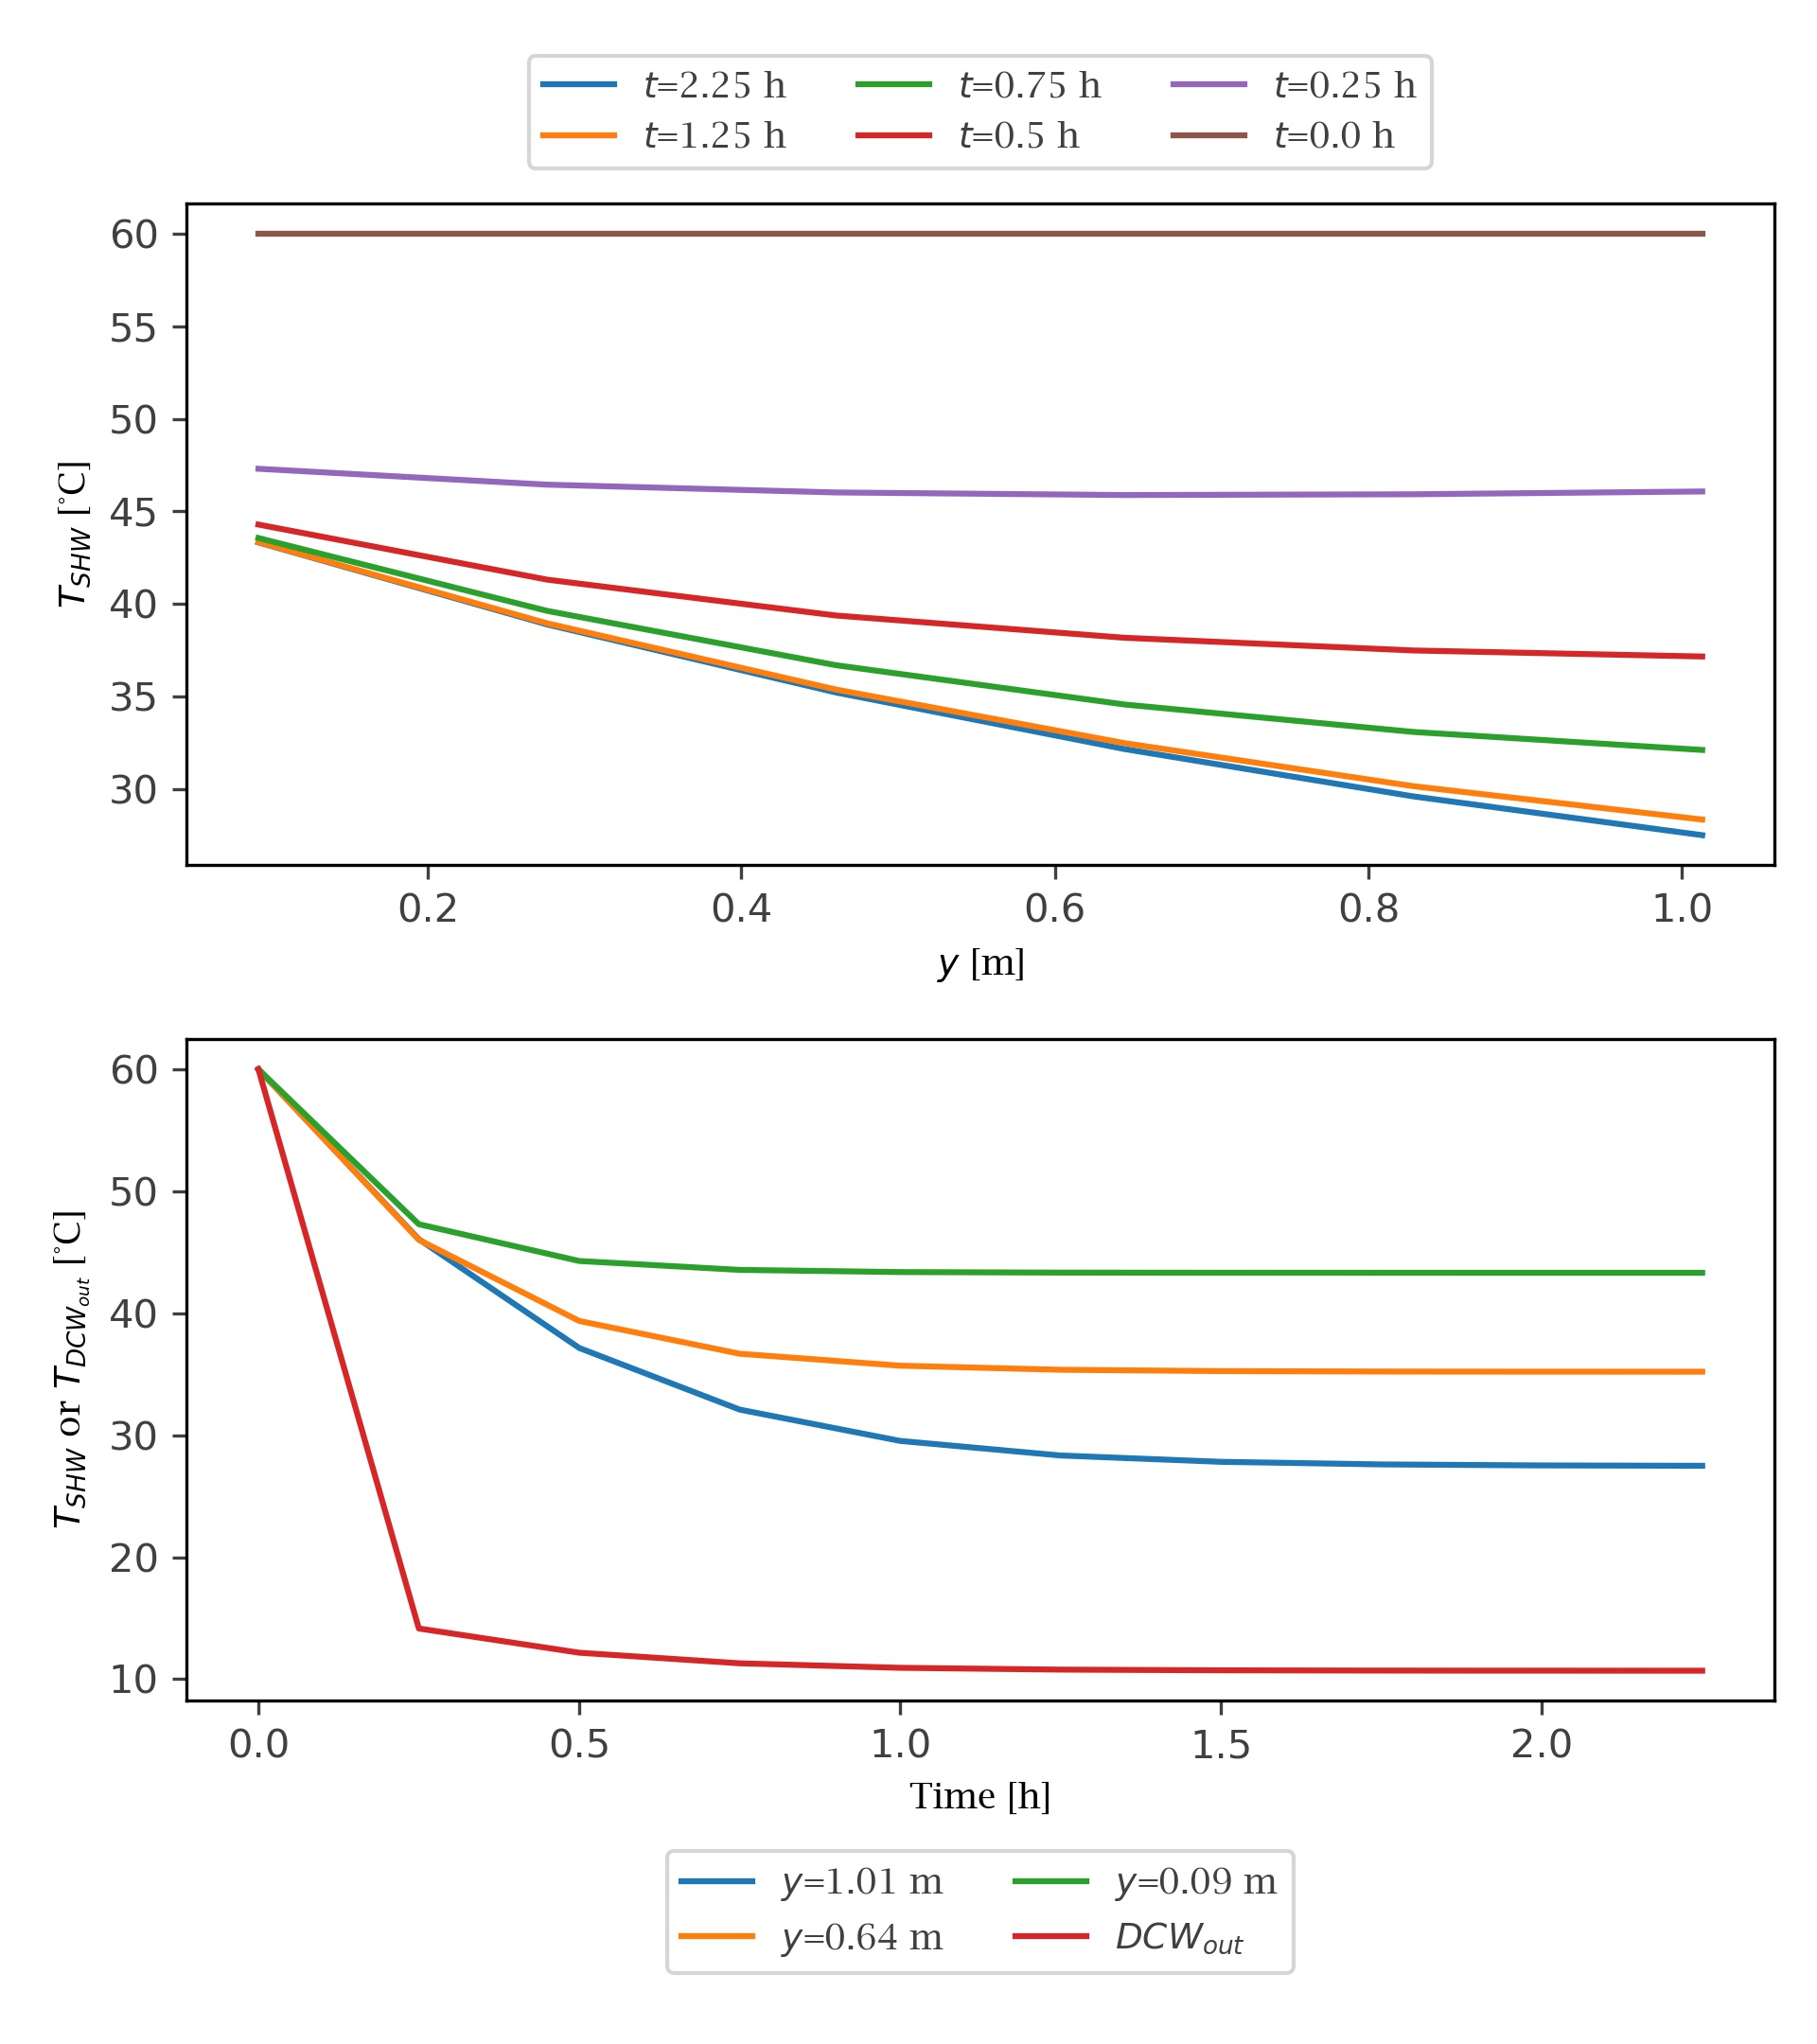 t=2.25 h t=0.75 h t=0.25 h
t=1.25 h t=0.5 h t=0.0 h
60
55
50
45
40
35
30
T_SHW [°C]
0.2 0.4 0.6 0.8 1.0
y [m]
60
50
40
30
20
10
T_SHW or T_DCW_out [°C]
0.0 0.5 1.0 1.5 2.0
Time [h]
y=1.01 m y=0.09 m
y=0.64 m DCW_out